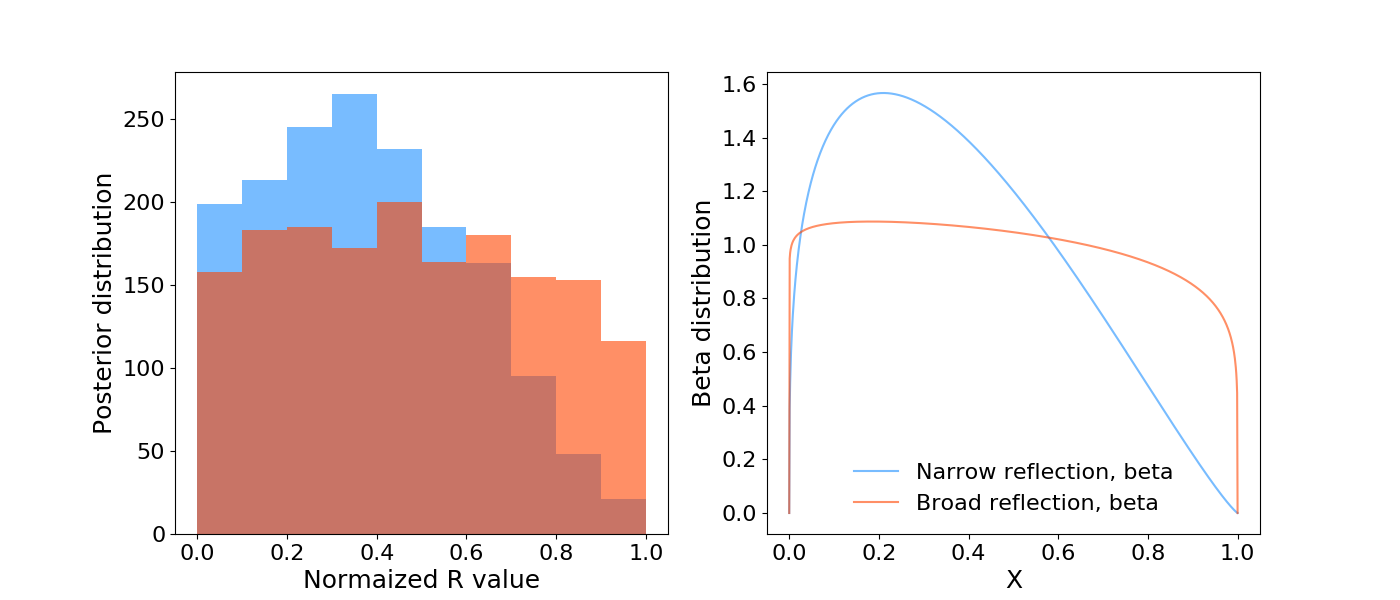 Posterior distribution
250
200
150
100
50
0
0.0 0.2 0.4 0.6 0.8 1.0
Normaized R value
Beta distribution
1.6
1.4
1.2
1.0
0.8
0.6
0.4
0.2
0.0
Narrow reflection, beta
Broad reflection, beta
0.0 0.2 0.4 0.6 0.8 1.0
X